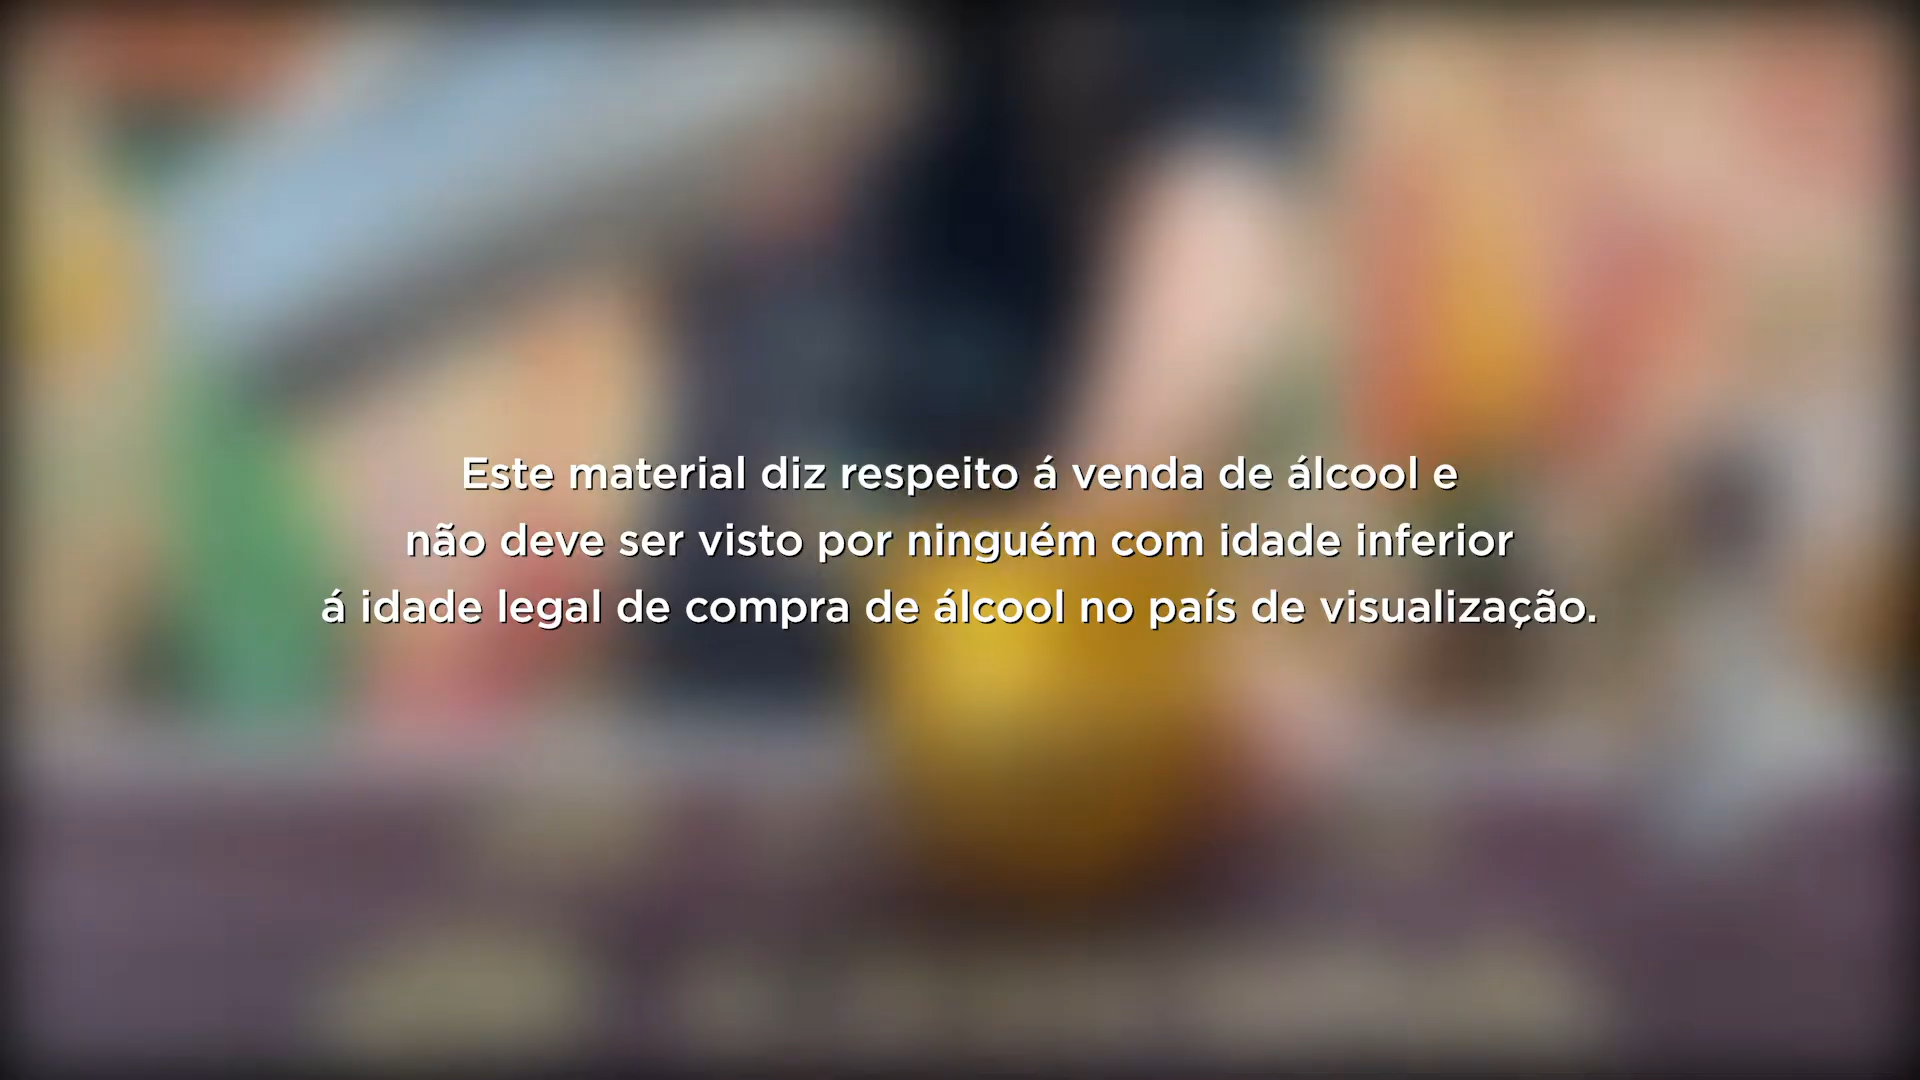 Este material diz respeito á venda de álcool e
não deve ser visto por ninguém com idade inferior
á idade legal de compra de álcool no país de visualização.